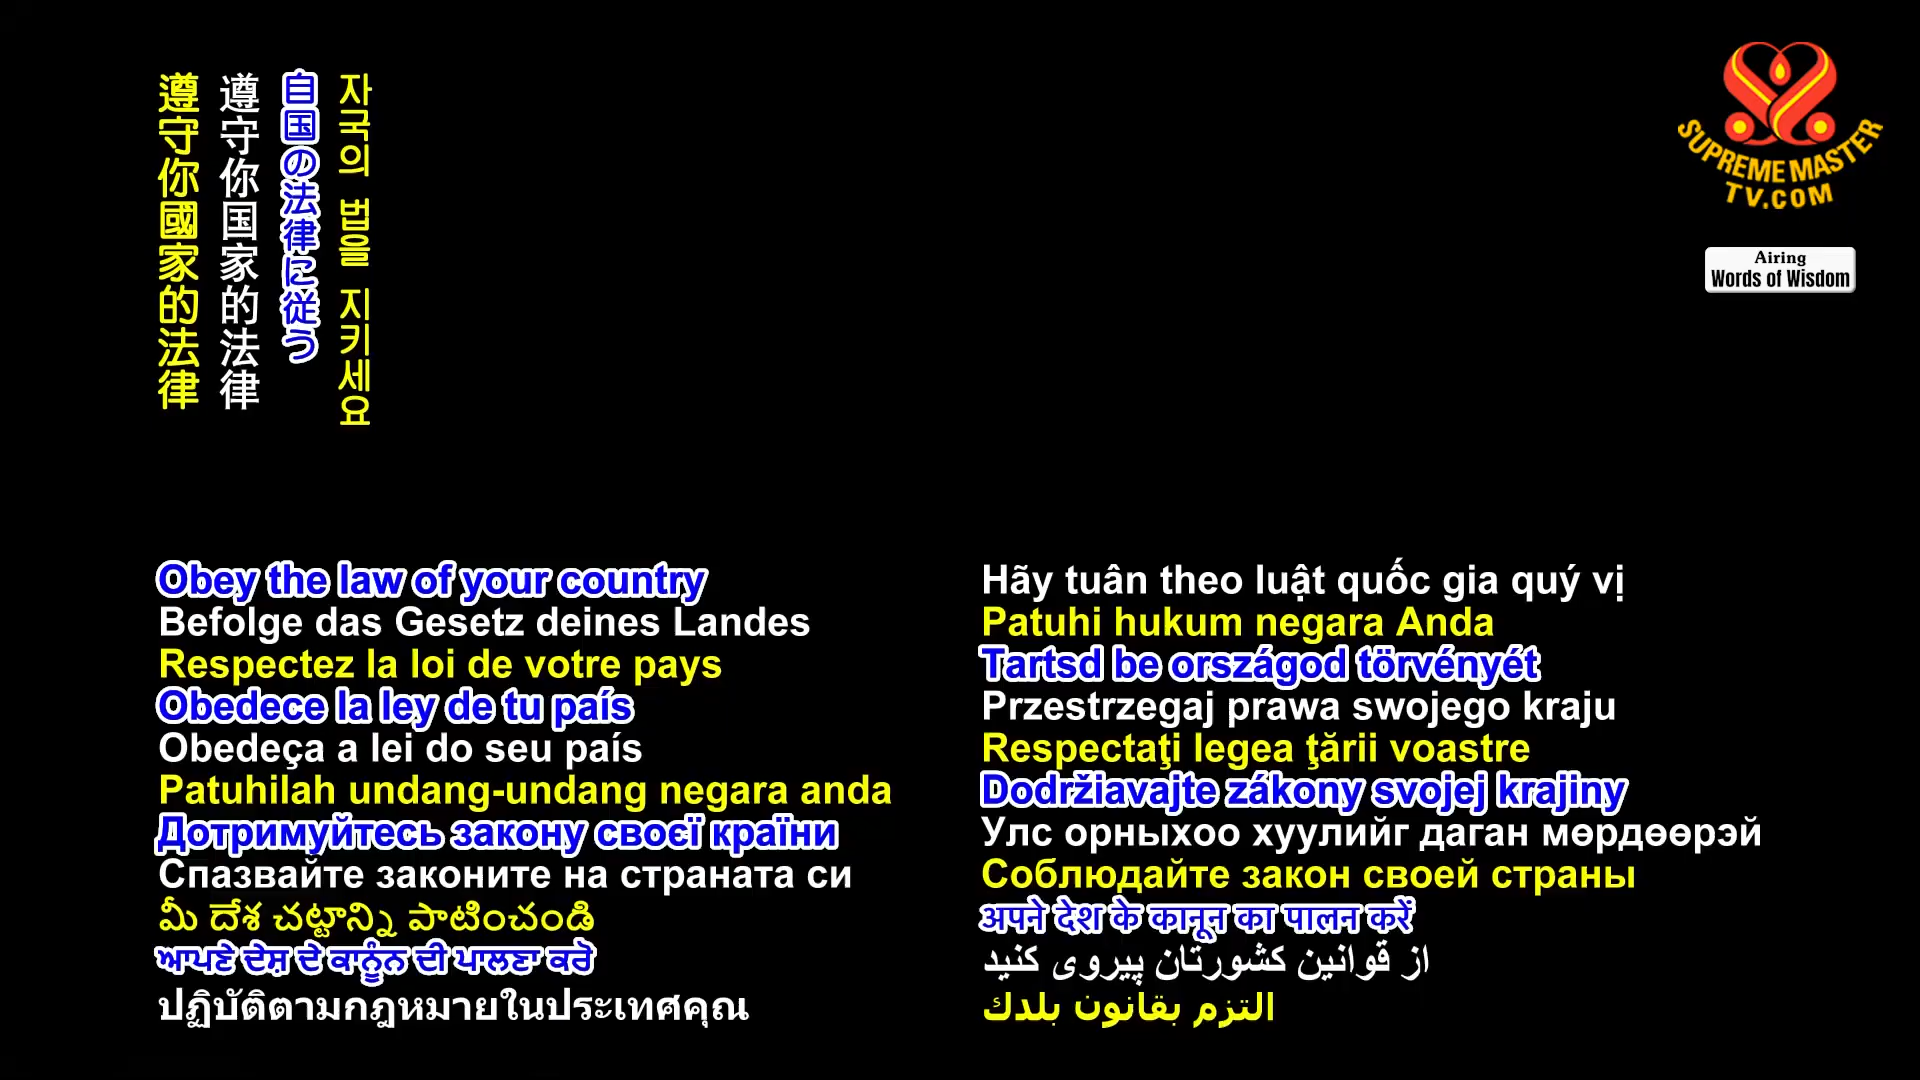 遵守你國家的法律
遵守你国家的法律
自国の法律に従う
자국의 법을 지키세요
SUPREME MASTER
TV.COM
Airing
Words of Wisdom
Obey the law of your country
Befolge das Gesetz deines Landes
Respectez la loi de votre pays
Obedece la ley de tu país
Obedeça a lei do seu país
Patuhilah undang-undang negara anda
Дотримуйтесь закону своєї країни
Спазвайте законите на страната си
మీ దేశ చట్టాన్ని పాటించండి
ਆਪਣੇ ਦੇਸ਼ ਦੇ ਕਾਨੂੰਨ ਦੀ ਪਾਲਣਾ ਕਰੋ
ปฏิบัติตามกฎหมายในประเทศคุณ
Hãy tuân theo luật quốc gia quý vị
Patuhi hukum negara Anda
Tartsd be országod törvényét
Przestrzegaj prawa swojego kraju
Respectaţi legea ţării voastre
Dodržiavajte zákony svojej krajiny
Улс орныхоо хуулийг даган мөрдөөрэй
Соблюдайте закон своей страны
अपने देश के कानून का पालन करें
از قوانین کشورتان پیروی کنید
التزم بقانون بلدك